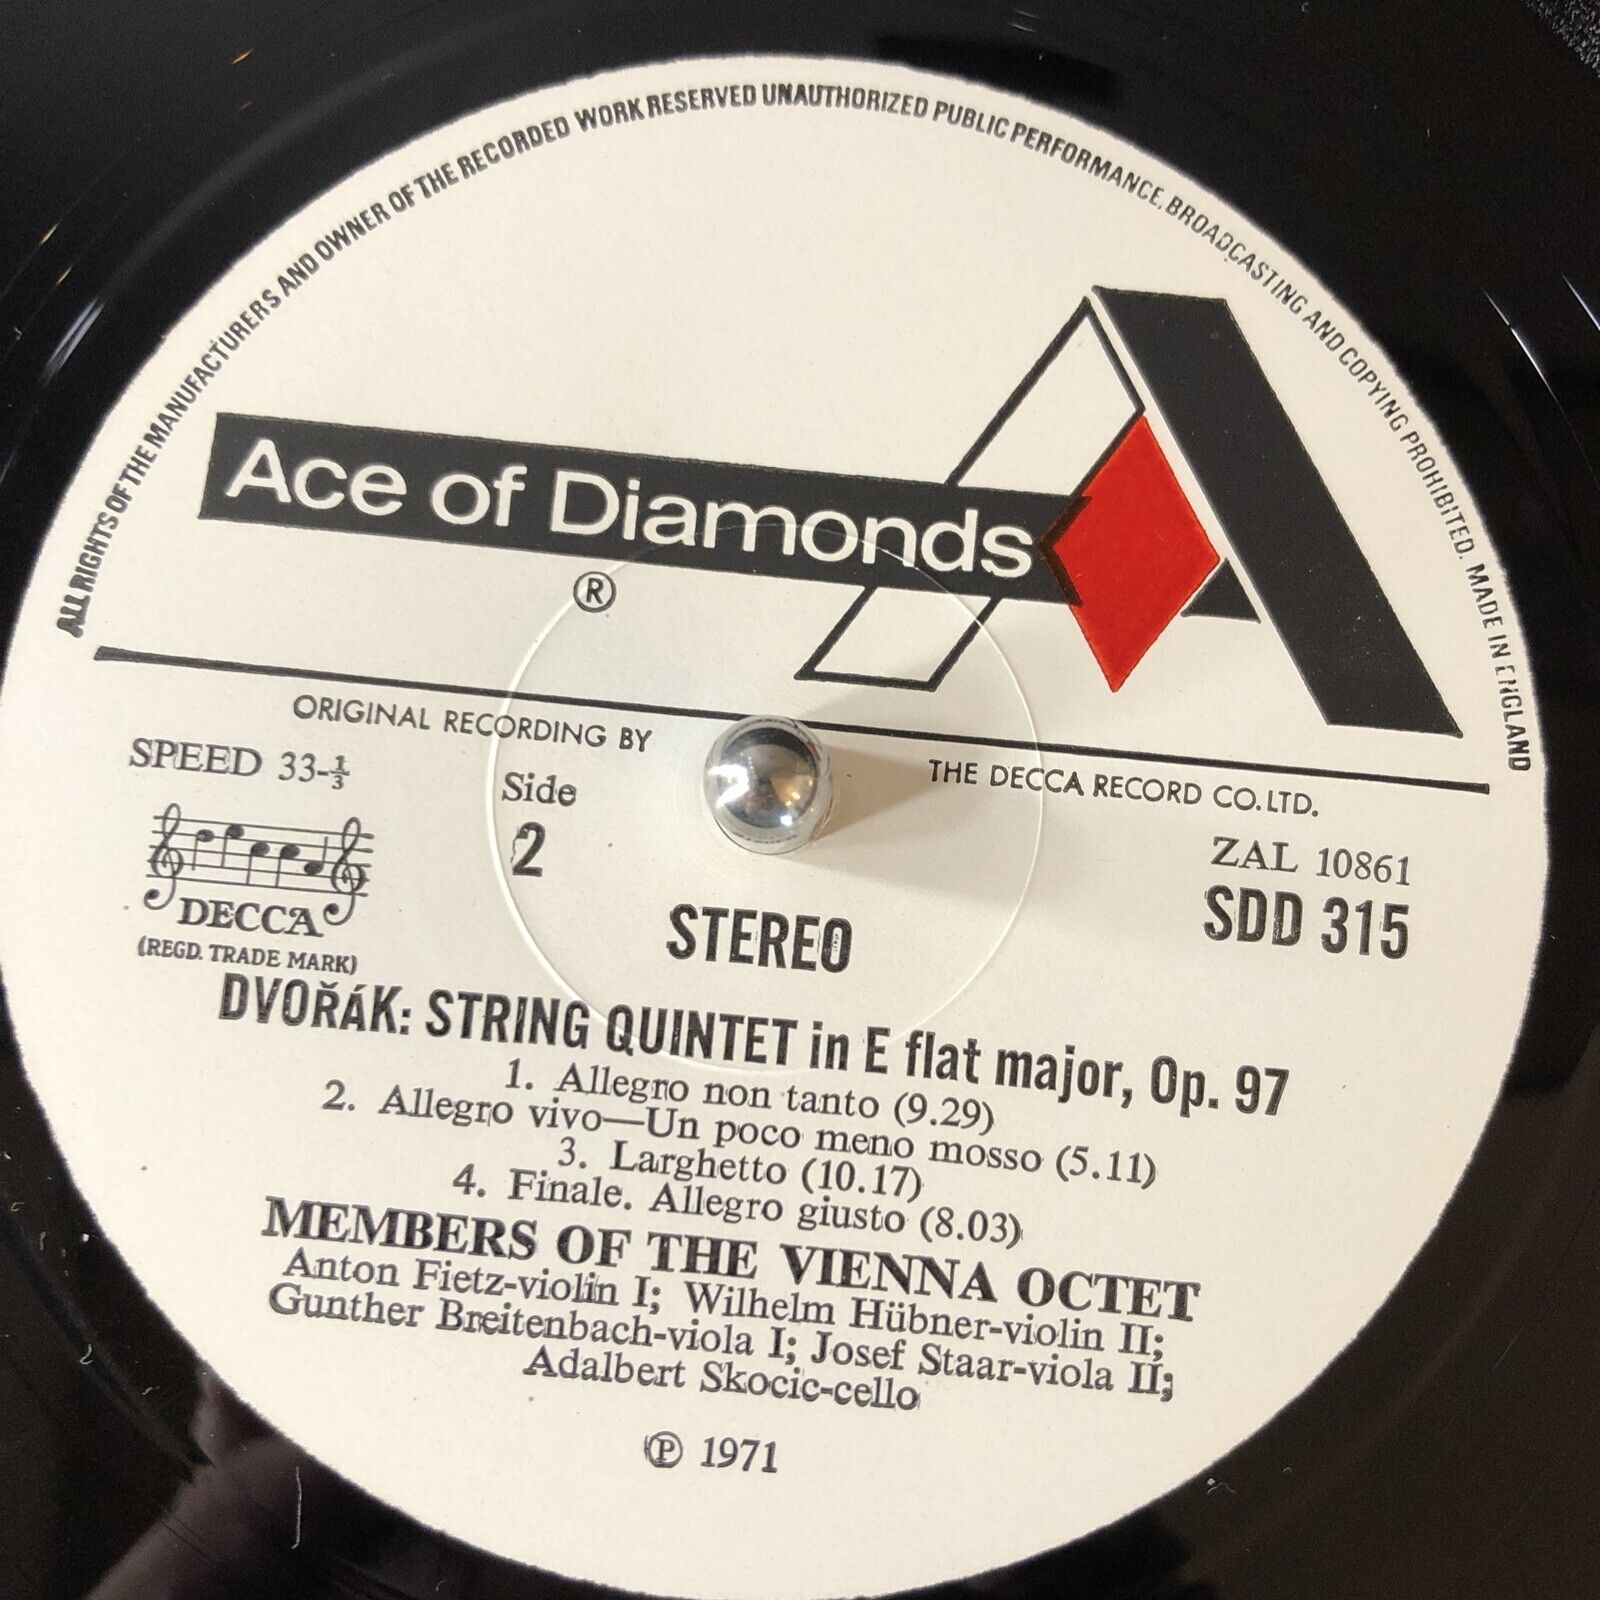 ALL RIGHTS OF THE MANUFACTURERS AND OWNER OF THE RECORDED WORK RESERVED UNAUTHORIZED PUBLIC PERFORMANCE, BROADCASTING AND COPYING PROHIBITED. MADE IN ENGLAND
Ace of Diamonds
®
ORIGINAL RECORDING BY THE DECCA RECORD CO. LTD.
SPEED 33-⅓
Side
2
DECCA
(REGD. TRADE MARK)
STEREO
ZAL 10861
SDD 315
DVOŘÁK: STRING QUINTET in E flat major, Op. 97
1. Allegro non tanto (9.29)
2. Allegro vivo—Un poco meno mosso (5.11)
3. Larghetto (10.17)
4. Finale. Allegro giusto (8.03)
MEMBERS OF THE VIENNA OCTET
Anton Fietz-violin I; Wilhelm Hübner-violin II;
Gunther Breitenbach-viola I; Josef Staar-viola II;
Adalbert Skocic-cello
℗ 1971